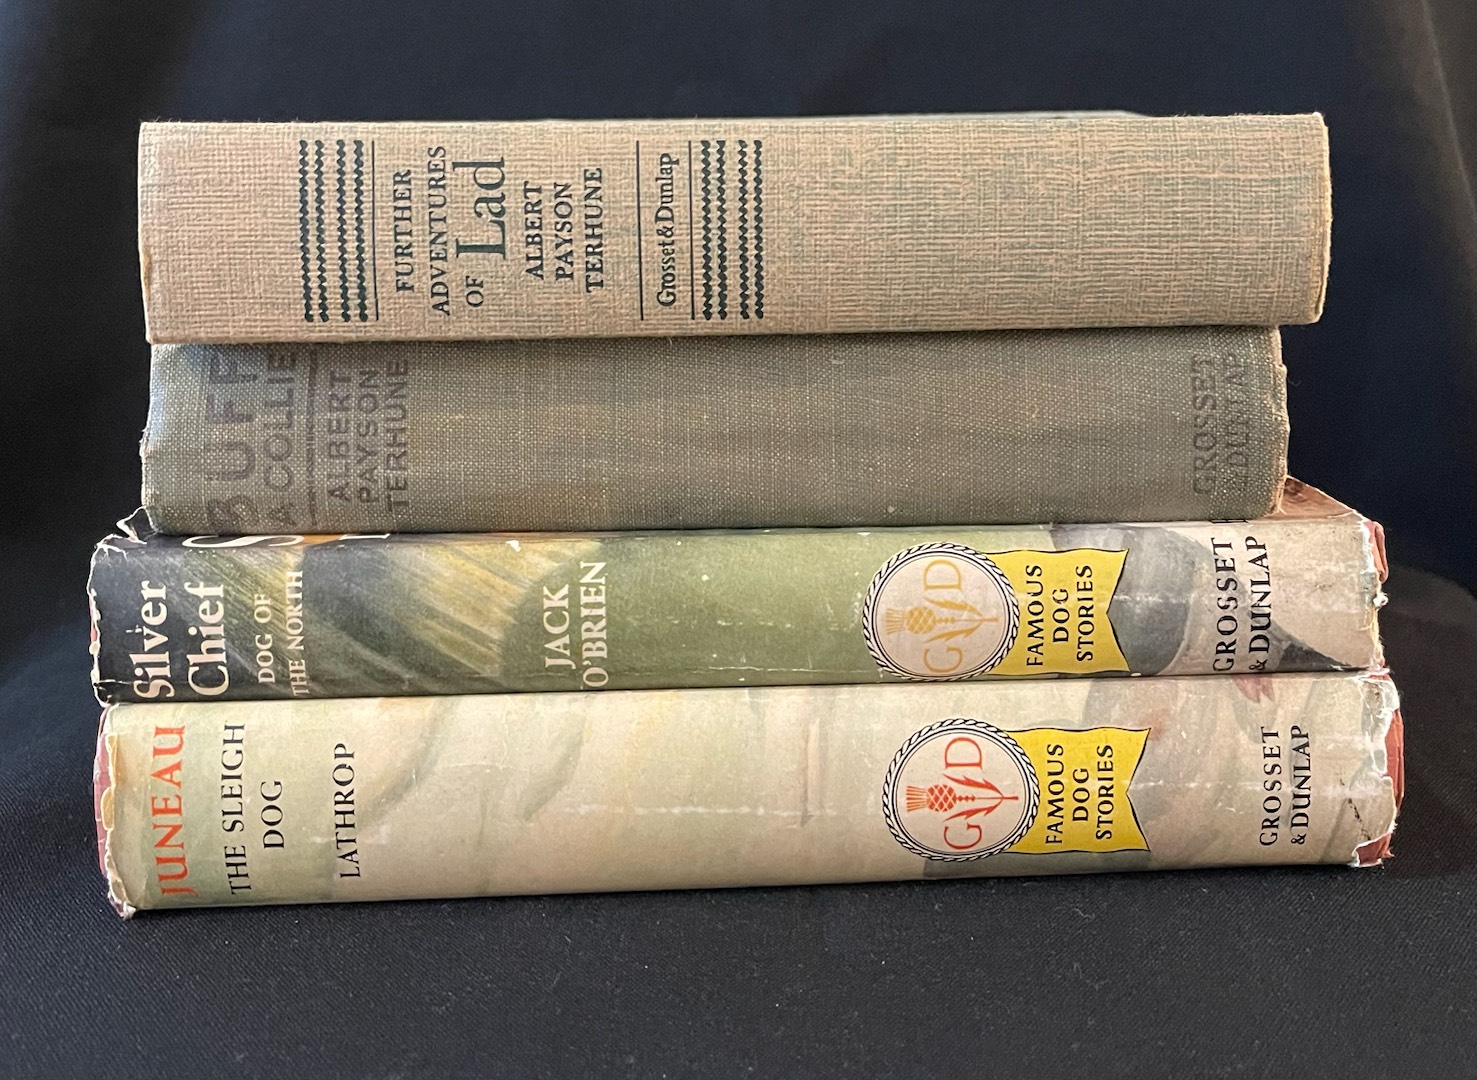 FURTHER
ADVENTURES
OF Lad
ALBERT
PAYSON
TERHUNE
Grosset & Dunlap
BUFF
A COLLIE
ALBERT
PAYSON
TERHUNE
GROSSET
& DUNLAP
Silver
Chief
DOG OF
THE NORTH
JACK
O'BRIEN
G D
FAMOUS
DOG
STORIES
GROSSET
& DUNLAP
JUNEAU
THE SLEIGH
DOG
LATHROP
G D
FAMOUS
DOG
STORIES
GROSSET
& DUNLAP